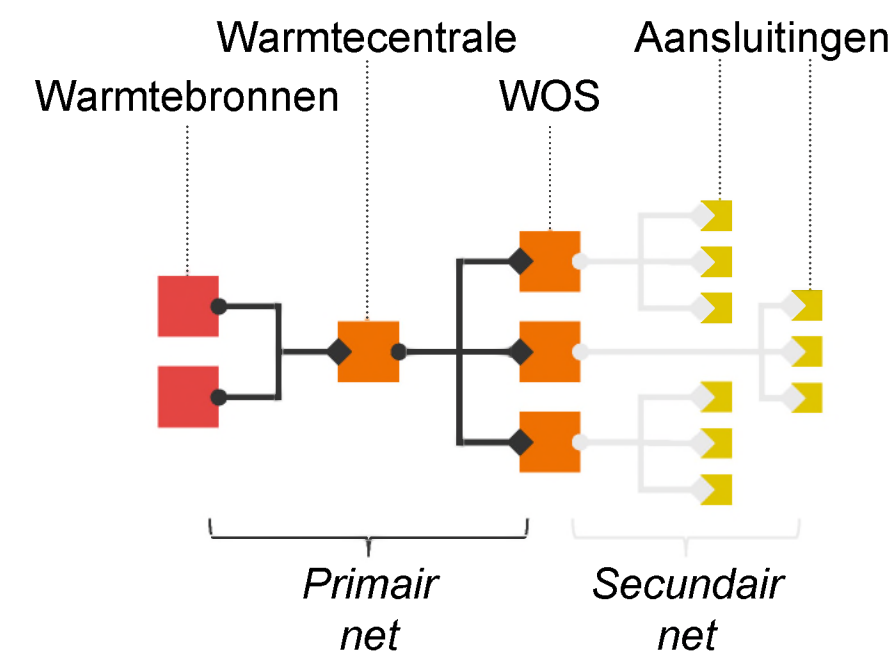 Warmtecentrale
Aansluitingen
Warmtebronnen
WOS
Primair
net
Secundair
net